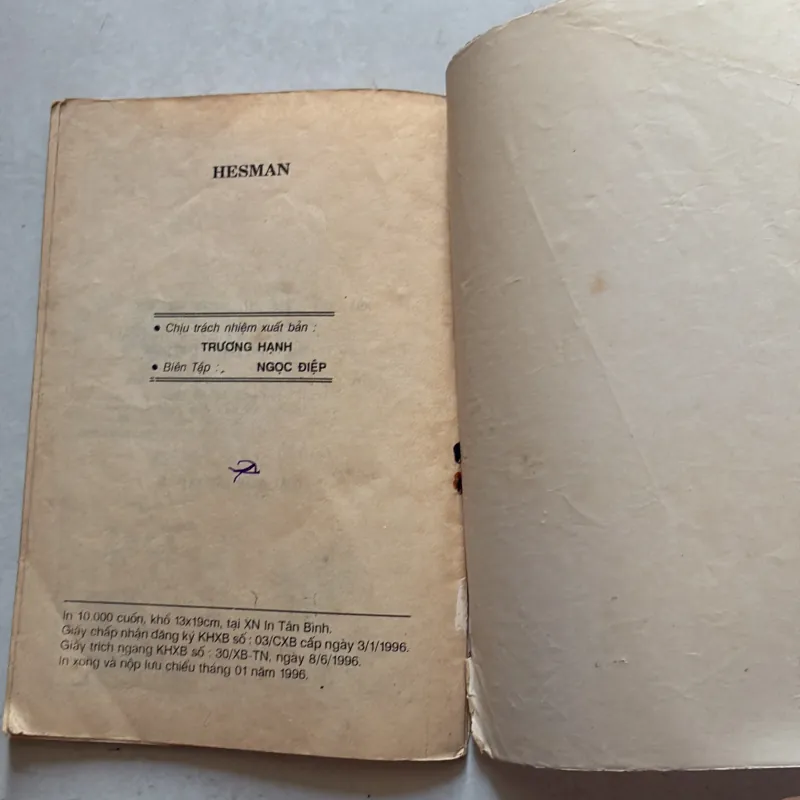 HESMAN
• Chịu trách nhiệm xuất bản :
TRƯƠNG HẠNH
• Biên Tập : NGỌC ĐIỆP
In 10.000 cuốn, khổ 13x19cm, tại XN In Tân Bình.
Giấy chấp nhận đăng ký KHXB số : 03/CXB cấp ngày 3/1/1996.
Giấy trích ngang KHXB số : 30/XB-TN, ngày 8/6/1996.
In xong và nộp lưu chiểu tháng 01 năm 1996.